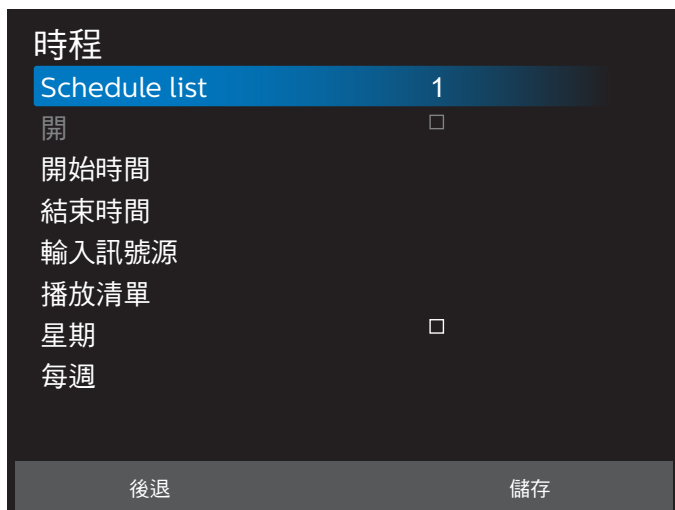 時程
Schedule list 1
開
開始時間
結束時間
輸入訊號源
播放清單
星期
每週
後退 儲存